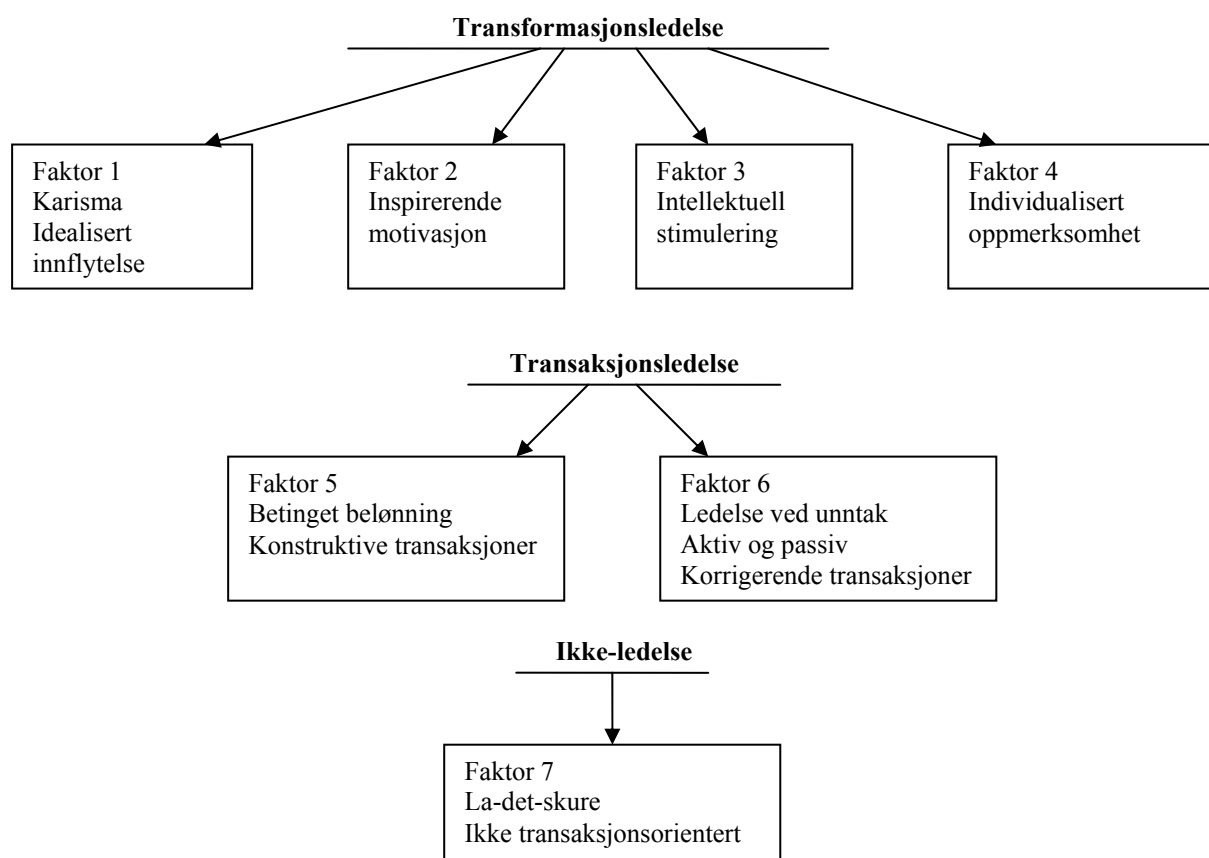 Transformasjonsledelse
Faktor 1
Karisma
Idealisert
innflytelse
Faktor 2
Inspirerende
motivasjon
Faktor 3
Intellektuell
stimulering
Faktor 4
Individualisert
oppmerksomhet
Transaksjonsledelse
Faktor 5
Betinget belønning
Konstruktive transaksjoner
Faktor 6
Ledelse ved unntak
Aktiv og passiv
Korrigerende transaksjoner
Ikke-ledelse
Faktor 7
La-det-skure
Ikke transaksjonsorientert